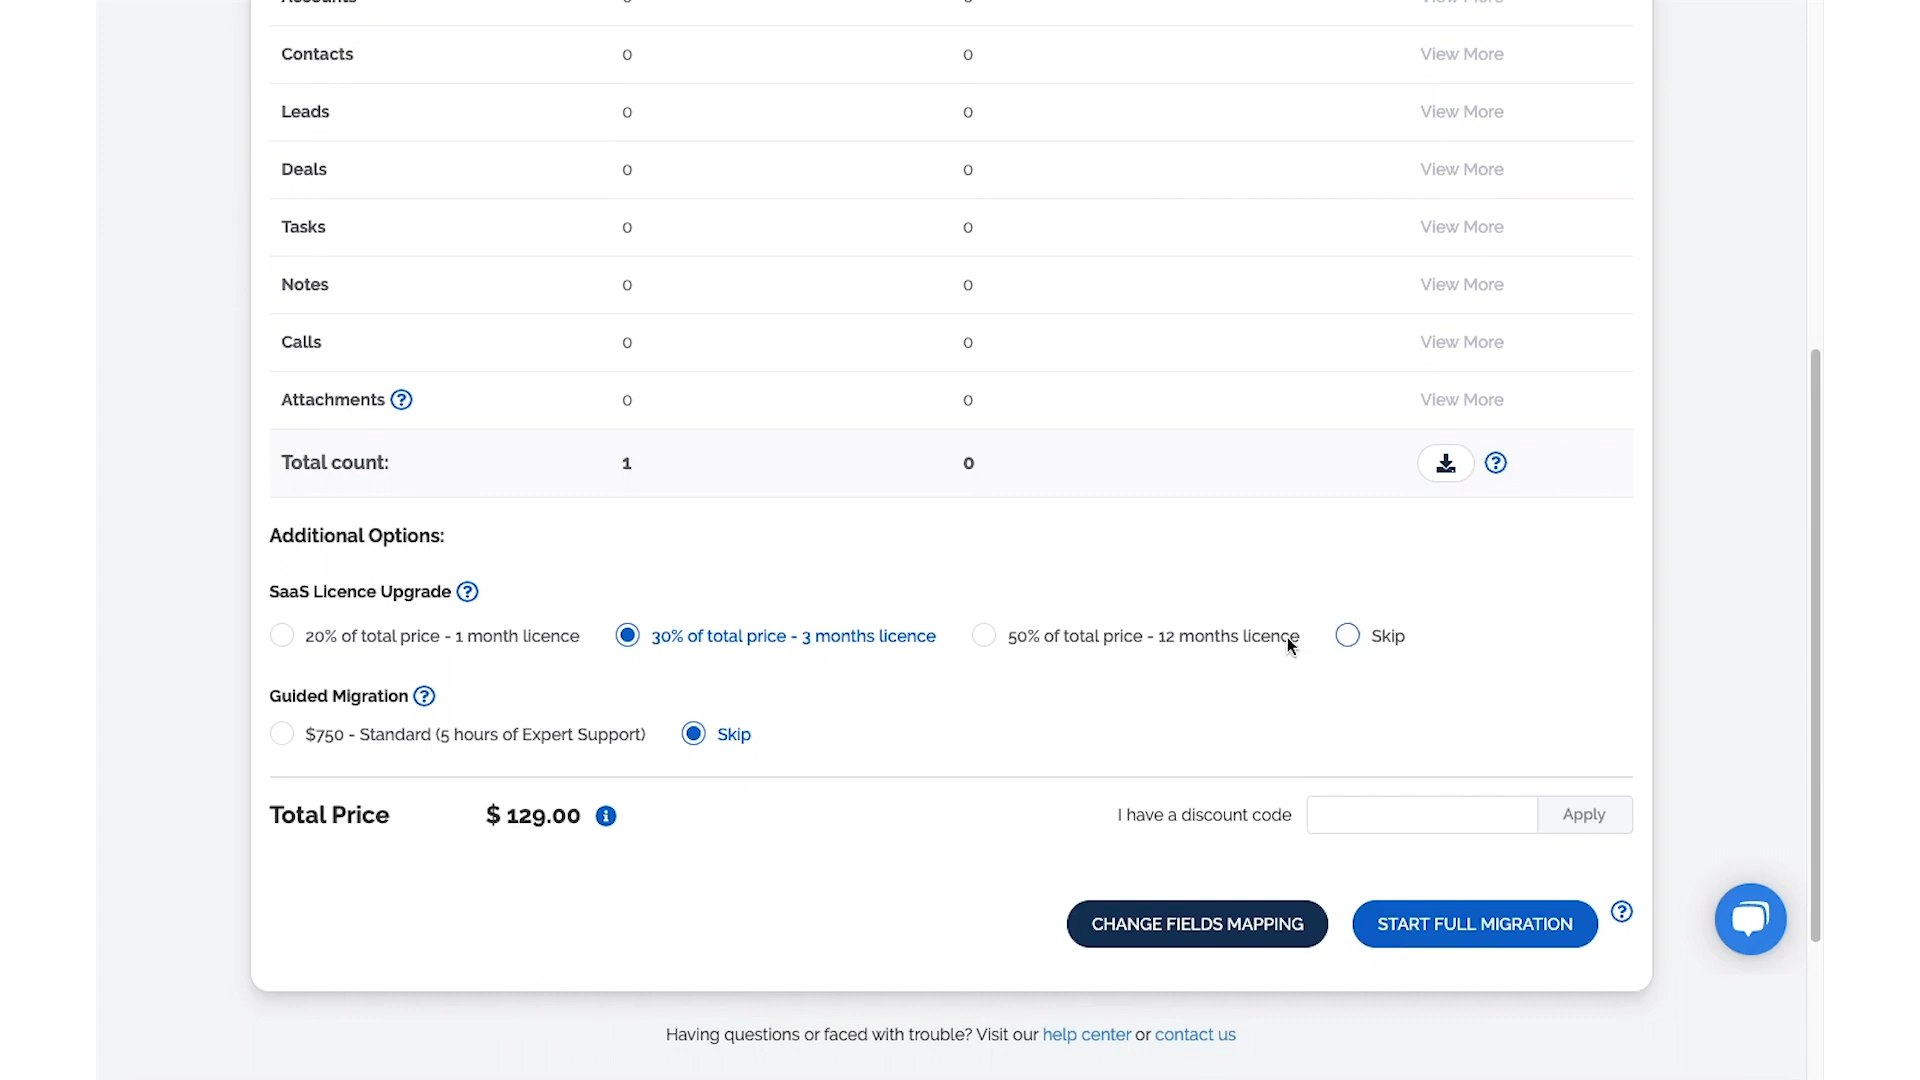 Contacts 0 0 View More
Leads 0 0 View More
Deals 0 0 View More
Tasks 0 0 View More
Notes 0 0 View More
Calls 0 0 View More
Attachments ? 0 0 View More
Total count: 1 0 ?
Additional Options:
SaaS Licence Upgrade ?
20% of total price - 1 month licence 30% of total price - 3 months licence 50% of total price - 12 months licence Skip
Guided Migration ?
$750 - Standard (5 hours of Expert Support) Skip
Total Price $ 129.00 i I have a discount code Apply
CHANGE FIELDS MAPPING START FULL MIGRATION ?
Having questions or faced with trouble? Visit our help center or contact us